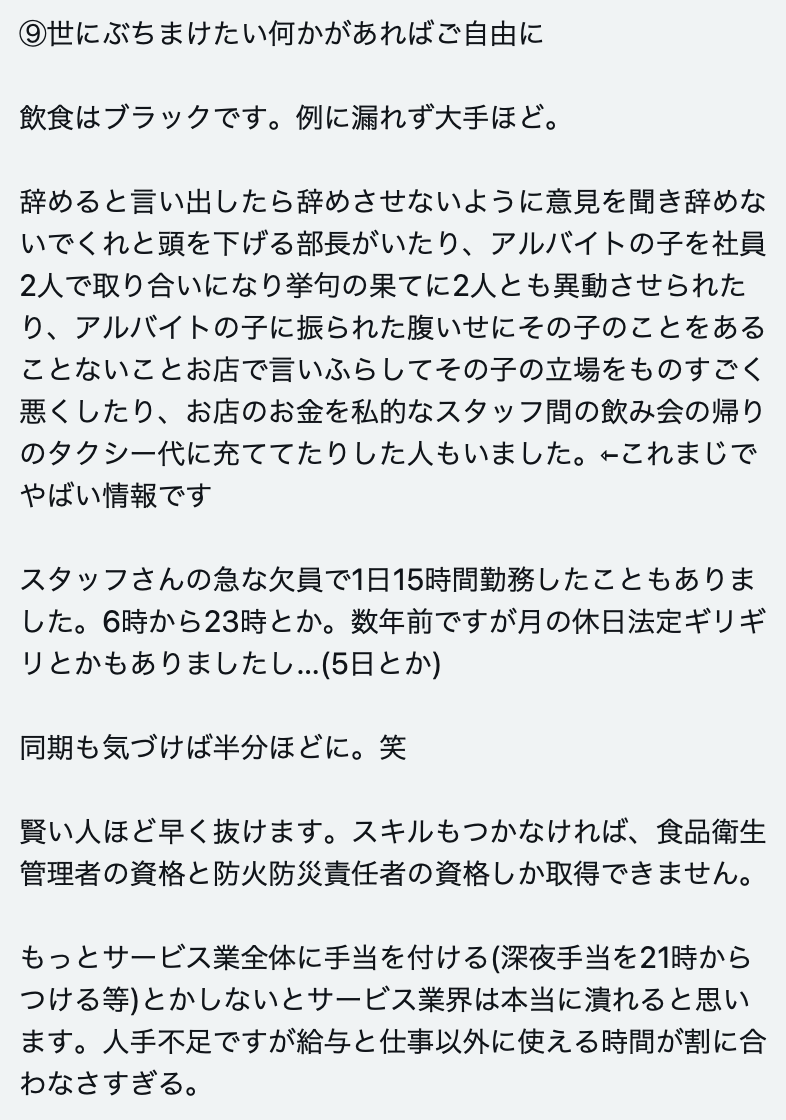 ⑨世にぶちまけたい何かがあればご自由に
飲食はブラックです。例に漏れず大手ほど。
辞めると言い出したら辞めさせないように意見を聞き辞めな
いでくれと頭を下げる部長がいたり、アルバイトの子を社員
2人で取り合いになり挙句の果てに2人とも異動させられた
り、アルバイトの子に振られた腹いせにその子のことをある
ことないことお店で言いふらしてその子の立場をものすごく
悪くしたり、お店のお金を私的なスタッフ間の飲み会の帰り
のタクシー代に充ててたりした人もいました。⇷これまじで
やばい情報です
スタッフさんの急な欠員で1日15時間勤務したこともありま
した。6時から23時とか。数年前ですが月の休日法定ギリギ
リとかもありましたし...(5日とか)
同期も気づけば半分ほどに。笑
賢い人ほど早く抜けます。スキルもつかなければ、食品衛生
管理者の資格と防火防災責任者の資格しか取得できません。
もっとサービス業全体に手当を付ける(深夜手当を21時から
つける等)とかしないとサービス業界は本当に潰れると思い
ます。人手不足ですが給与と仕事以外に使える時間が割に合
わなさすぎる。